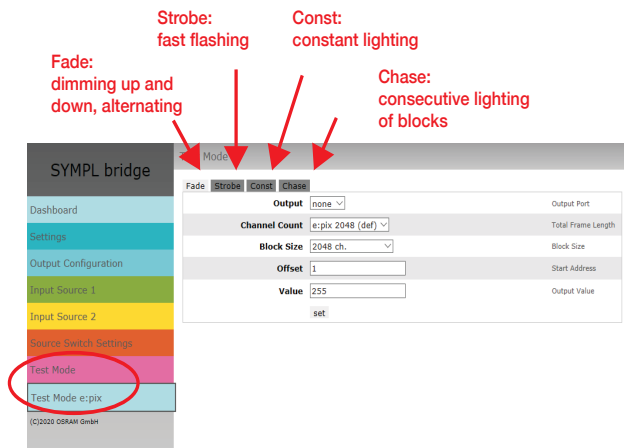 Strobe:
fast flashing
Const:
constant lighting
Fade:
dimming up and
down, alternating
Chase:
consecutive lighting
of blocks
SYMPL bridge
Mode
Fade Strobe Const Chase
Output none Output Port
Channel Count e:pix 2048 (def) Total Frame Length
Block Size 2048 ch. Block Size
Offset 1 Start Address
Value 255 Output Value
set
Dashboard
Settings
Output Configuration
Input Source 1
Input Source 2
Source Switch Settings
Test Mode
Test Mode e:pix
(C)2020 OSRAM GmbH